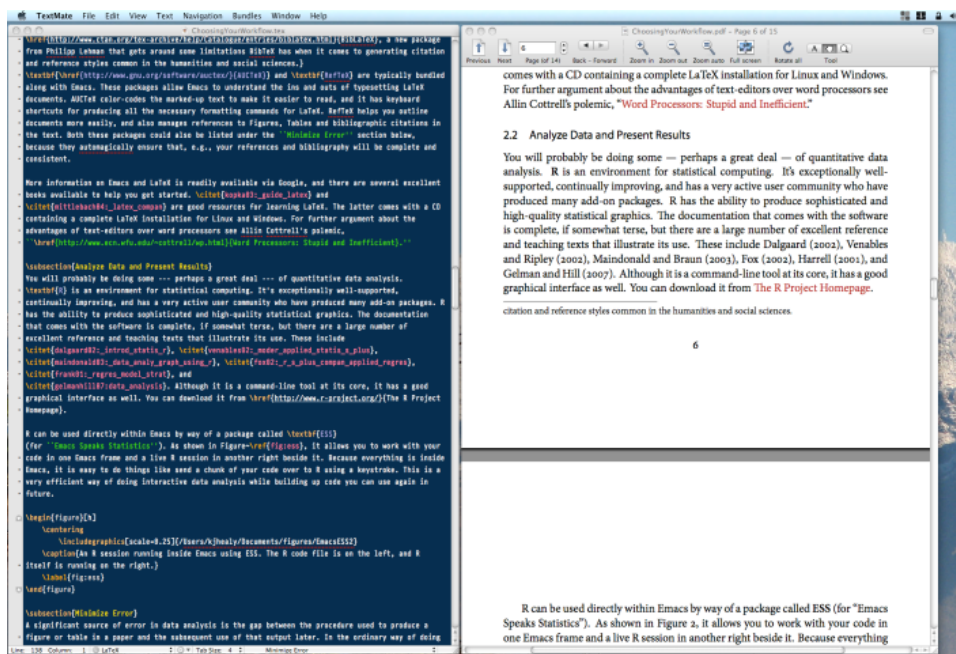 TextMate File Edit View Text Navigation Bundles Window Help
ChoosingYourWorkflow.tex
\href{http://www.ctan.org/tex-archive/help/Catalogue/entries/biblatex.html}{BibLaTeX}, a new package
from Philipp Lehman that gets around some limitations BibTeX has when it comes to generating citation
and reference styles common in the humanities and social sciences.}
\textbf{\href{http://www.gnu.org/software/auctex/}{AUCTeX}} and \textbf{RefTeX} are typically bundled
along with Emacs. These packages allow Emacs to understand the ins and outs of typesetting LaTeX
documents. AUCTeX color-codes the marked-up text to make it easier to read, and it has keyboard
shortcuts for producing all the necessary formatting commands for LaTeX. RefTeX helps you outline
documents more easily, and also manages references to Figures, Tables and bibliographic citations in
the text. Both these packages could also be listed under the ``Minimize Error'' section below,
because they automagically ensure that, e.g., your references and bibliography will be complete and
consistent.
More information on Emacs and LaTeX is readily available via Google, and there are several excellent
books available to help you get started. \citet{kopka03:_guide_latex} and
\citet{mittlebach04:_latex_compan} are good resources for learning LaTeX. The latter comes with a CD
containing a complete LaTeX installation for Linux and Windows. For further argument about the
advantages of text-editors over word processors see Allin Cottrell's polemic,
``\href{http://www.ecn.wfu.edu/~cottrell/wp.html}{Word Processors: Stupid and Inefficient}.''
\subsection{Analyze Data and Present Results}
You will probably be doing some --- perhaps a great deal --- of quantitative data analysis.
\textbf{R} is an environment for statistical computing. It's exceptionally well-supported,
continually improving, and has a very active user community who have produced many add-on packages. R
has the ability to produce sophisticated and high-quality statistical graphics. The documentation
that comes with the software is complete, if somewhat terse, but there are a large number of
excellent reference and teaching texts that illustrate its use. These include
\citet{dalgaard02:_introd_statis_r}, \citet{venables02:_moder_applied_statis_s_plus},
\citet{maindonald03:_data_analy_graph_using_r}, \citet{fox02:_r_s_plus_compan_applied_regres},
\citet{frank01:_regres_model_strat}, and
\citet{gelmanhill07:data_analysis}. Although it is a command-line tool at its core, it has a good
graphical interface as well. You can download it from \href{http://www.r-project.org/}{The R Project
Homepage}.
R can be used directly within Emacs by way of a package called \textbf{ESS}
(for ``Emacs Speaks Statistics''). As shown in Figure~\ref{fig:ess}, it allows you to work with your
code in one Emacs frame and a live R session in another right beside it. Because everything is inside
Emacs, it is easy to do things like send a chunk of your code over to R using a keystroke. This is a
very efficient way of doing interactive data analysis while building up code you can use again in
future.
\begin{figure}[h]
\centering
\includegraphics[scale=0.25]{/Users/kjhealy/Documents/figures/EmacsESS2}
\caption{An R session running inside Emacs using ESS. The R code file is on the left, and R
itself is running on the right.}
\label{fig:ess}
\end{figure}
\subsection{Minimize Error}
A significant source of error in data analysis is the gap between the procedure used to produce a
figure or table in a paper and the subsequent use of that output later. In the ordinary way of doing
Line: 138 Column: 1 LaTeX Tab Size: 4 Minimize Error
ChoosingYourWorkflow.pdf - Page 6 of 15
6
Previous Next Page (of 14) Back - Forward Zoom in Zoom out Zoom auto Full screen Rotate all Tool
comes with a CD containing a complete LaTeX installation for Linux and Windows.
For further argument about the advantages of text-editors over word processors see
Allin Cottrell's polemic, “Word Processors: Stupid and Inefficient.”
2.2 Analyze Data and Present Results
You will probably be doing some — perhaps a great deal — of quantitative data
analysis. R is an environment for statistical computing. It's exceptionally well-
supported, continually improving, and has a very active user community who have
produced many add-on packages. R has the ability to produce sophisticated and
high-quality statistical graphics. The documentation that comes with the software
is complete, if somewhat terse, but there are a large number of excellent reference
and teaching texts that illustrate its use. These include Dalgaard (2002), Venables
and Ripley (2002), Maindonald and Braun (2003), Fox (2002), Harrell (2001), and
Gelman and Hill (2007). Although it is a command-line tool at its core, it has a good
graphical interface as well. You can download it from The R Project Homepage.
citation and reference styles common in the humanities and social sciences.
6
R can be used directly within Emacs by way of a package called ESS (for “Emacs
Speaks Statistics”). As shown in Figure 2, it allows you to work with your code in
one Emacs frame and a live R session in another right beside it. Because everything